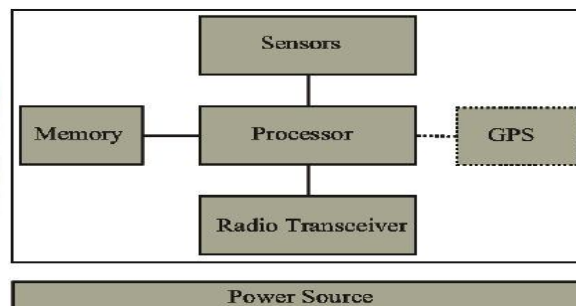 Sensors
Memory
Processor
GPS
Radio Transceiver
Power Source